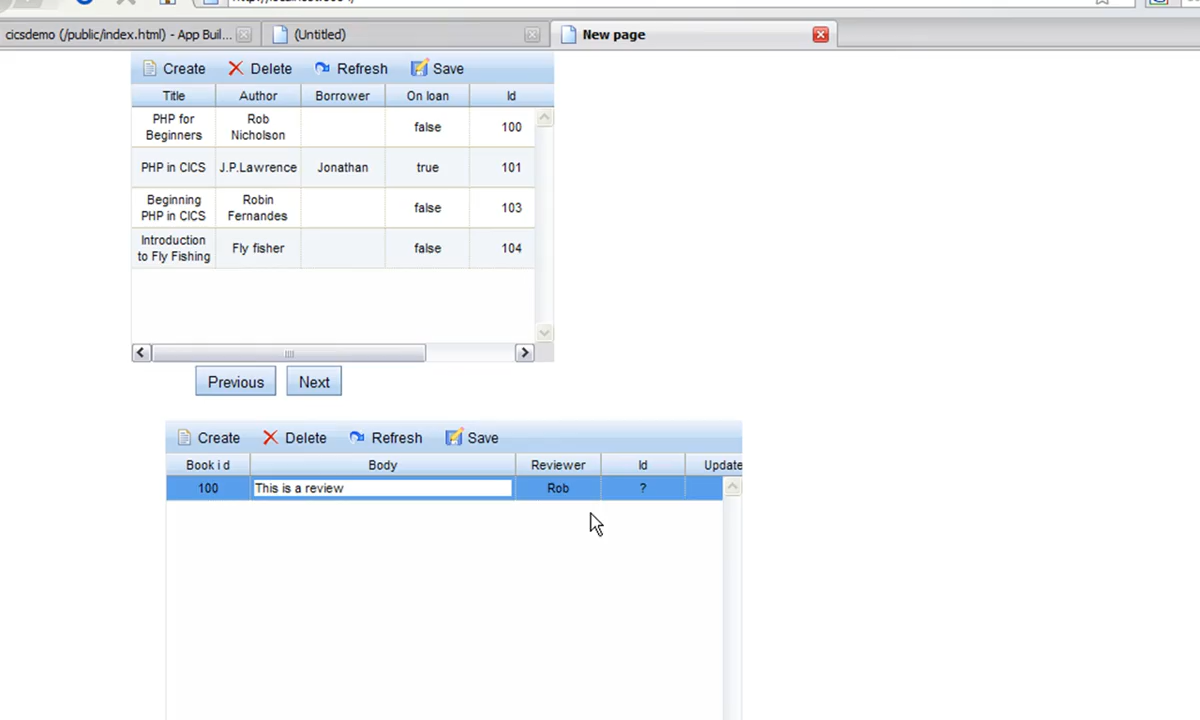 cicsdemo (/public/index.html) - App Buil...
(Untitled)
New page
Create Delete Refresh Save
Title Author Borrower On loan Id
PHP for Beginners Rob Nicholson false 100
PHP in CICS J.P.Lawrence Jonathan true 101
Beginning PHP in CICS Robin Fernandes false 103
Introduction to Fly Fishing Fly fisher false 104
Previous Next
Create Delete Refresh Save
Book id Body Reviewer Id Update
100 This is a review Rob ?